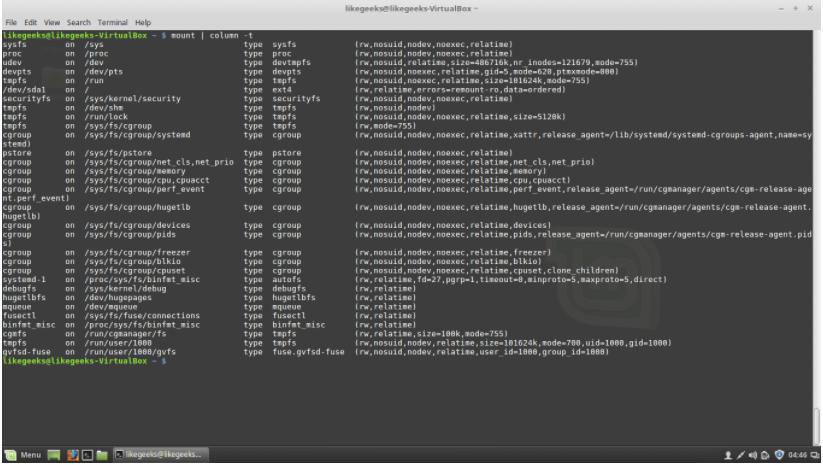 likegeeks@likegeeks-VirtualBox ~
File Edit View Search Terminal Help
likegeeks@likegeeks-VirtualBox ~ $ mount | column -t
sysfs on /sys type sysfs (rw,nosuid,nodev,noexec,relatime)
proc on /proc type proc (rw,nosuid,nodev,noexec,relatime)
udev on /dev type devtmpfs (rw,nosuid,relatime,size=486716k,nr_inodes=121679,mode=755)
devpts on /dev/pts type devpts (rw,nosuid,noexec,relatime,gid=5,mode=620,ptmxmode=000)
tmpfs on /run type tmpfs (rw,nosuid,noexec,relatime,size=101624k,mode=755)
/dev/sda1 on / type ext4 (rw,relatime,errors=remount-ro,data=ordered)
securityfs on /sys/kernel/security type securityfs (rw,nosuid,nodev,noexec,relatime)
tmpfs on /dev/shm type tmpfs (rw,nosuid,nodev)
tmpfs on /run/lock type tmpfs (rw,nosuid,nodev,noexec,relatime,size=5120k)
tmpfs on /sys/fs/cgroup type tmpfs (rw,mode=755)
cgroup on /sys/fs/cgroup/systemd type cgroup (rw,nosuid,nodev,noexec,relatime,xattr,release_agent=/lib/systemd/systemd-cgroups-agent,name=sy
stemd)
pstore on /sys/fs/pstore type pstore (rw,nosuid,nodev,noexec,relatime)
cgroup on /sys/fs/cgroup/net_cls,net_prio type cgroup (rw,nosuid,nodev,noexec,relatime,net_cls,net_prio)
cgroup on /sys/fs/cgroup/memory type cgroup (rw,nosuid,nodev,noexec,relatime,memory)
cgroup on /sys/fs/cgroup/cpu,cpuacct type cgroup (rw,nosuid,nodev,noexec,relatime,cpu,cpuacct)
cgroup on /sys/fs/cgroup/perf_event type cgroup (rw,nosuid,nodev,noexec,relatime,perf_event,release_agent=/run/cgmanager/agents/cgm-release-age
nt.perf_event)
cgroup on /sys/fs/cgroup/hugetlb type cgroup (rw,nosuid,nodev,noexec,relatime,hugetlb,release_agent=/run/cgmanager/agents/cgm-release-agent.
hugetlb)
cgroup on /sys/fs/cgroup/devices type cgroup (rw,nosuid,nodev,noexec,relatime,devices)
cgroup on /sys/fs/cgroup/pids type cgroup (rw,nosuid,nodev,noexec,relatime,pids,release_agent=/run/cgmanager/agents/cgm-release-agent.pid
s)
cgroup on /sys/fs/cgroup/freezer type cgroup (rw,nosuid,nodev,noexec,relatime,freezer)
cgroup on /sys/fs/cgroup/blkio type cgroup (rw,nosuid,nodev,noexec,relatime,blkio)
cgroup on /sys/fs/cgroup/cpuset type cgroup (rw,nosuid,nodev,noexec,relatime,cpuset,clone_children)
systemd-1 on /proc/sys/fs/binfmt_misc type autofs (rw,relatime,fd=27,pgrp=1,timeout=0,minproto=5,maxproto=5,direct)
debugfs on /sys/kernel/debug type debugfs (rw,relatime)
hugetlbfs on /dev/hugepages type hugetlbfs (rw,relatime)
mqueue on /dev/mqueue type mqueue (rw,relatime)
fusectl on /sys/fs/fuse/connections type fusectl (rw,relatime)
binfmt_misc on /proc/sys/fs/binfmt_misc type binfmt_misc (rw,relatime)
cgmfs on /run/cgmanager/fs type tmpfs (rw,relatime,size=100k,mode=755)
tmpfs on /run/user/1000 type tmpfs (rw,nosuid,nodev,relatime,size=101624k,mode=700,uid=1000,gid=1000)
gvfsd-fuse on /run/user/1000/gvfs type fuse.gvfsd-fuse (rw,nosuid,nodev,relatime,user_id=1000,group_id=1000)
likegeeks@likegeeks-VirtualBox ~ $
Menu likegeeks@likegeeks... 04:46